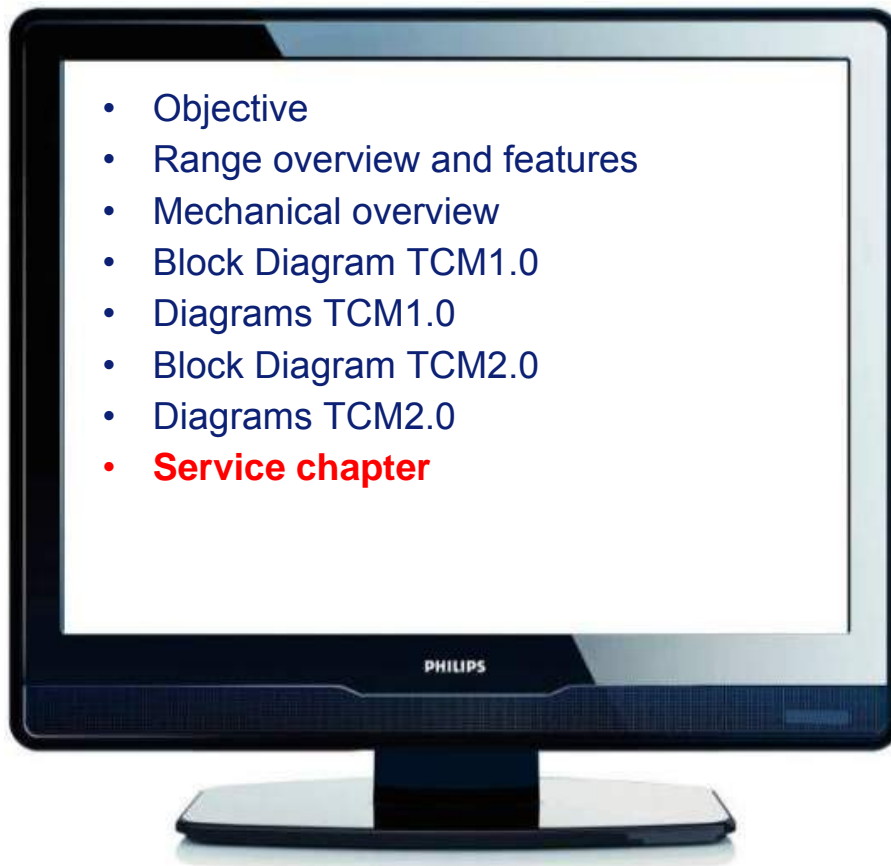 • Objective
• Range overview and features
• Mechanical overview
• Block Diagram TCM1.0
• Diagrams TCM1.0
• Block Diagram TCM2.0
• Diagrams TCM2.0
• Service chapter
PHILIPS